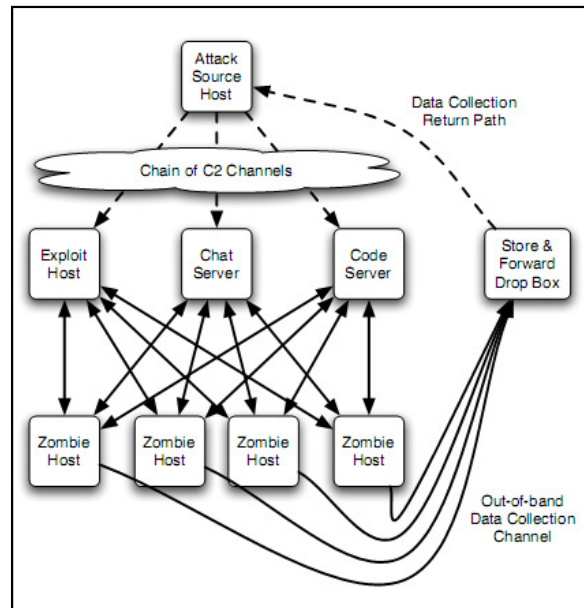 Attack
Source
Host
Data Collection
Return Path
Chain of C2 Channels
Exploit
Host
Chat
Server
Code
Server
Store &
Forward
Drop Box
Zombie
Host
Zombie
Host
Zombie
Host
Zombie
Host
Out-of-band
Data Collection
Channel